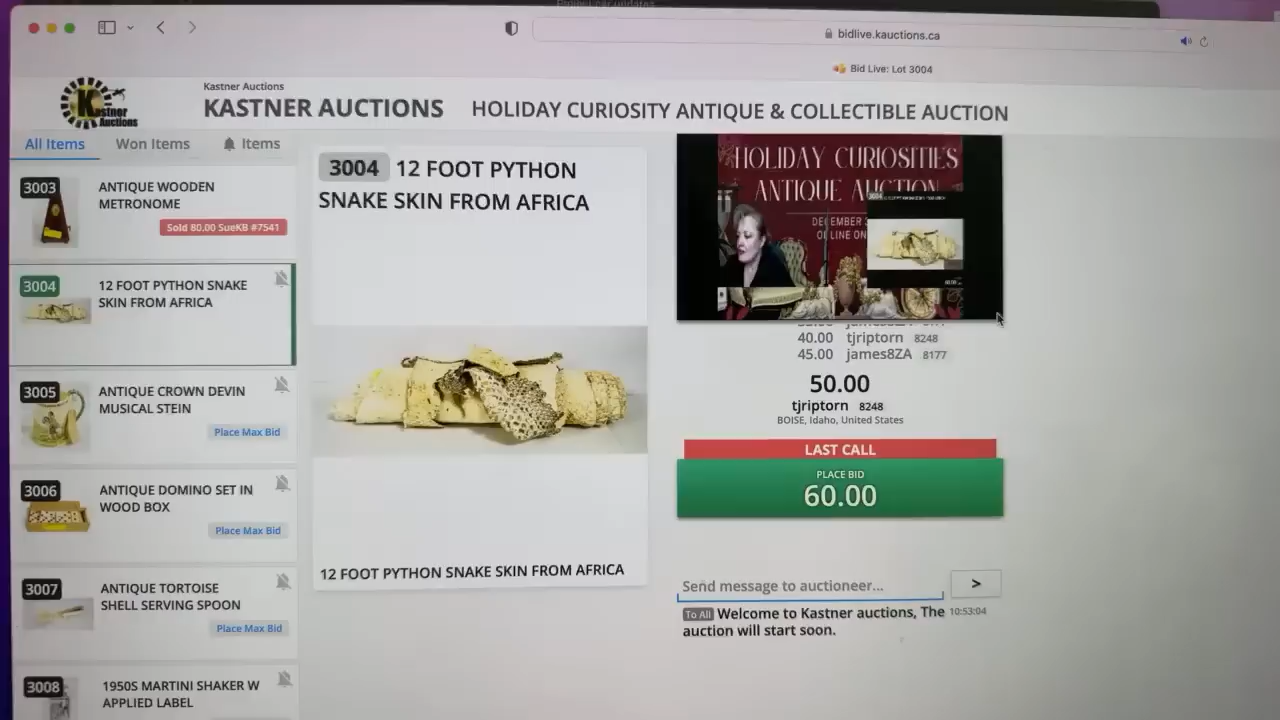 bidlive.kauctions.ca
Bid Live: Lot 3004
Kastner Auctions
Kastner
Auctions
KASTNER AUCTIONS
HOLIDAY CURIOSITY ANTIQUE & COLLECTIBLE AUCTION
All Items
Won Items
Items
3003
ANTIQUE WOODEN
METRONOME
Sold 80.00 SueKB #7541
3004
12 FOOT PYTHON SNAKE
SKIN FROM AFRICA
3005
ANTIQUE CROWN DEVIN
MUSICAL STEIN
Place Max Bid
3006
ANTIQUE DOMINO SET IN
WOOD BOX
Place Max Bid
3007
ANTIQUE TORTOISE
SHELL SERVING SPOON
Place Max Bid
3008
1950S MARTINI SHAKER W
APPLIED LABEL
3004 12 FOOT PYTHON
SNAKE SKIN FROM AFRICA
12 FOOT PYTHON SNAKE SKIN FROM AFRICA
HOLIDAY CURIOSITIES
ANTIQUE AUCTION
DECEMBER
ONLINE ON
3004
40.00 tjriptorn 8248
45.00 james8ZA 8177
50.00
tjriptorn 8248
BOISE, Idaho, United States
LAST CALL
PLACE BID
60.00
Send message to auctioneer...
>
To All Welcome to Kastner auctions, The 10:53:04
auction will start soon.